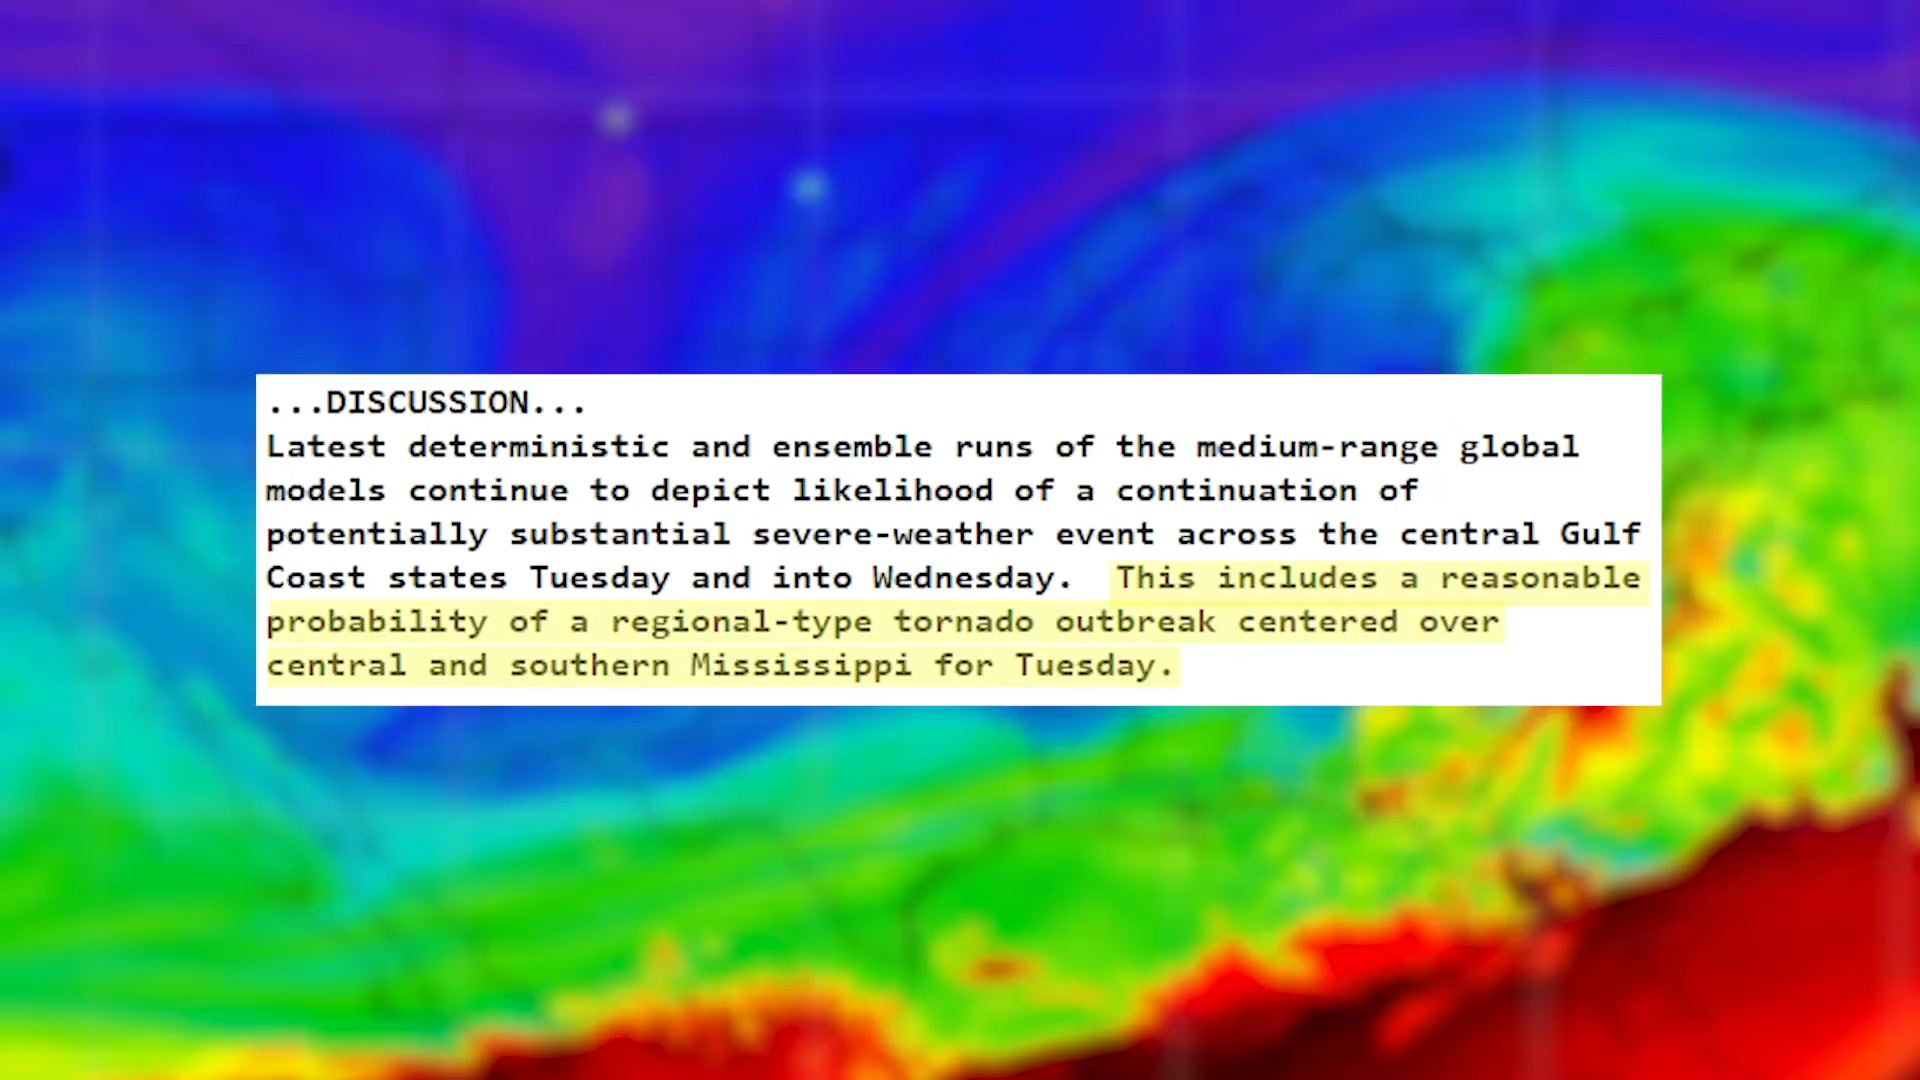 ...DISCUSSION...
Latest deterministic and ensemble runs of the medium-range global
models continue to depict likelihood of a continuation of
potentially substantial severe-weather event across the central Gulf
Coast states Tuesday and into Wednesday.  This includes a reasonable
probability of a regional-type tornado outbreak centered over
central and southern Mississippi for Tuesday.